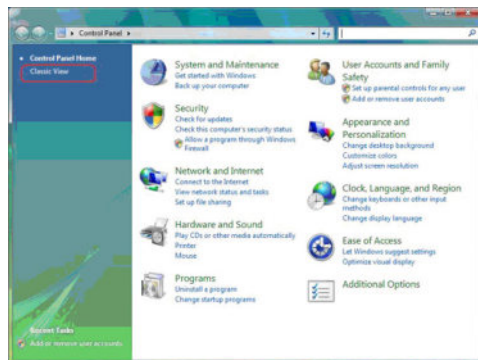 Control Panel
Control Panel Home
Classic View
System and Maintenance
Get started with Windows
Back up your computer
Security
Check for updates
Check this computer's security status
Allow a program through Windows
Firewall
Network and Internet
Connect to the Internet
View network status and tasks
Set up file sharing
Hardware and Sound
Play CDs or other media automatically
Printer
Mouse
Programs
Uninstall a program
Change startup programs
User Accounts and Family
Safety
Set up parental controls for any user
Add or remove user accounts
Appearance and
Personalization
Change desktop background
Customize colors
Adjust screen resolution
Clock, Language, and Region
Change keyboards or other input
methods
Change display language
Ease of Access
Let Windows suggest settings
Optimize visual display
Additional Options
Recent Tasks
Add or remove user accounts